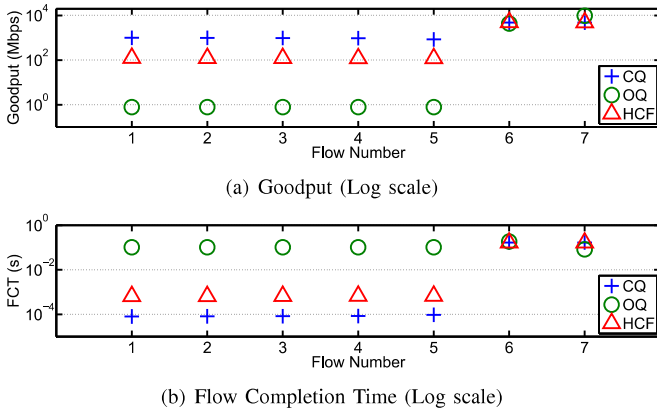 Goodput (Mbps)
10^4
10^2
10^0
CQ
OQ
HCF
1 2 3 4 5 6 7
Flow Number
(a) Goodput (Log scale)
FCT (s)
10^0
10^-2
10^-4
CQ
OQ
HCF
1 2 3 4 5 6 7
Flow Number
(b) Flow Completion Time (Log scale)